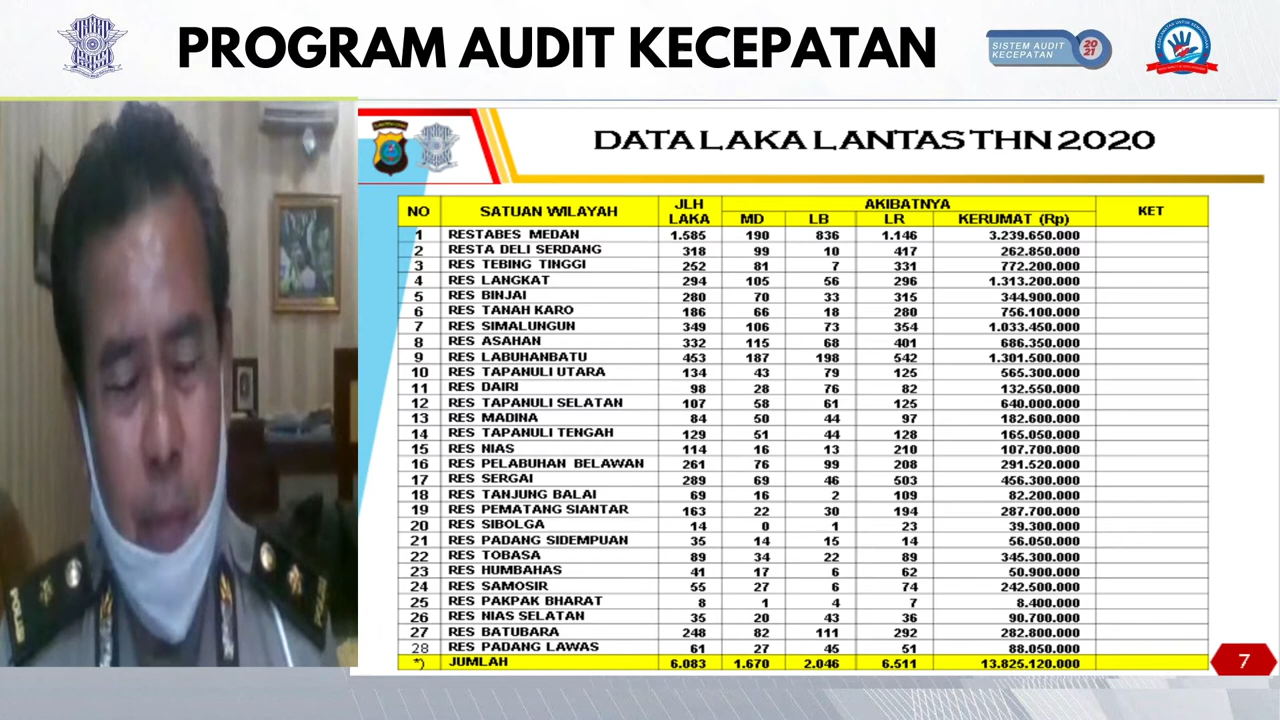 PROGRAM AUDIT KECEPATAN
SISTEM AUDIT KECEPATAN 2021
DATA LAKA LANTAS THN 2020
NO SATUAN WILAYAH JLH LAKA AKIBATNYA KET
MD LB LR KERUMAT (Rp)
1 RESTABES MEDAN 1.585 190 836 1.146 3.239.650.000
2 RESTA DELI SERDANG 318 99 10 417 262.850.000
3 RES TEBING TINGGI 252 81 7 331 772.200.000
4 RES LANGKAT 294 105 56 296 1.313.200.000
5 RES BINJAI 280 70 33 315 344.900.000
6 RES TANAH KARO 186 66 18 280 756.100.000
7 RES SIMALUNGUN 349 106 73 354 1.033.450.000
8 RES ASAHAN 332 115 68 401 686.350.000
9 RES LABUHANBATU 453 187 198 542 1.301.500.000
10 RES TAPANULI UTARA 134 43 79 125 565.300.000
11 RES DAIRI 98 28 76 82 132.550.000
12 RES TAPANULI SELATAN 107 58 61 125 640.000.000
13 RES MADINA 84 50 44 97 182.600.000
14 RES TAPANULI TENGAH 129 51 44 128 165.050.000
15 RES NIAS 114 16 13 210 107.700.000
16 RES PELABUHAN BELAWAN 261 76 99 208 291.520.000
17 RES SERGAI 289 69 46 503 456.300.000
18 RES TANJUNG BALAI 69 16 2 109 82.200.000
19 RES PEMATANG SIANTAR 163 22 30 194 287.700.000
20 RES SIBOLGA 14 0 1 23 39.300.000
21 RES PADANG SIDEMPUAN 35 14 15 14 56.050.000
22 RES TOBASA 89 34 22 89 345.300.000
23 RES HUMBAHAS 41 17 6 62 50.900.000
24 RES SAMOSIR 55 27 6 74 242.500.000
25 RES PAKPAK BHARAT 8 1 4 7 8.400.000
26 RES NIAS SELATAN 35 20 43 36 90.700.000
27 RES BATUBARA 248 82 111 292 282.800.000
28 RES PADANG LAWAS 61 27 45 51 88.050.000
*) JUMLAH 6.083 1.670 2.046 6.511 13.825.120.000
7
POLISI